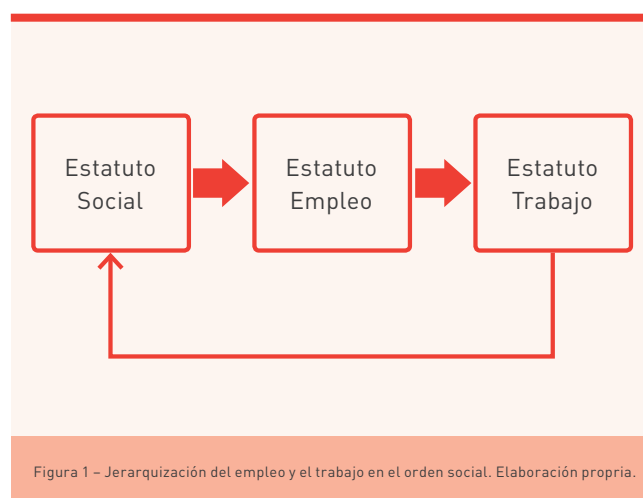 Estatuto
Social
Estatuto
Empleo
Estatuto
Trabajo
Figura 1 – Jerarquización del empleo y el trabajo en el orden social. Elaboración propria.